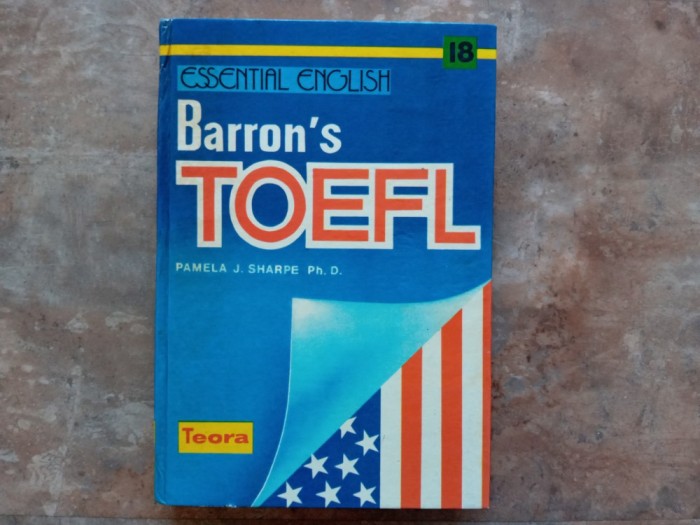 18
ESSENTIAL ENGLISH
Barron's
TOEFL
PAMELA J. SHARPE Ph. D.
Teora